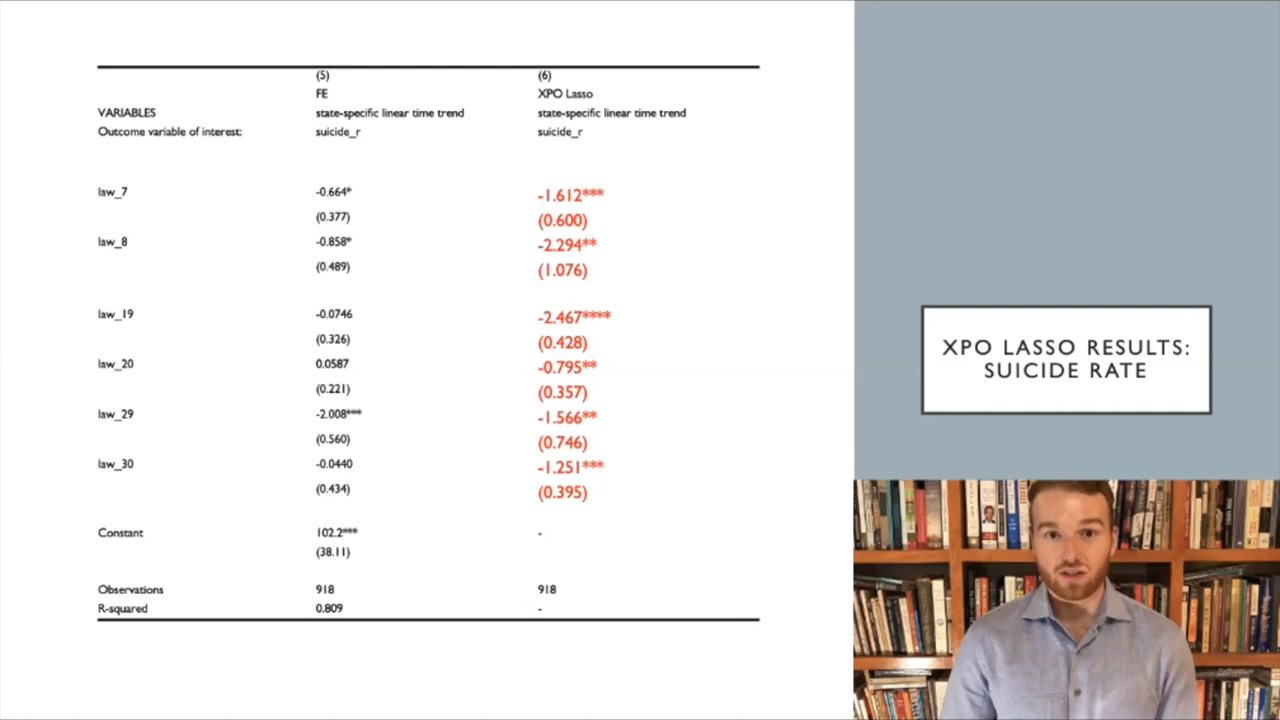 (5) (6)
FE XPO Lasso
VARIABLES state-specific linear time trend state-specific linear time trend
Outcome variable of interest: suicide_r suicide_r
law_7 -0.664* -1.612***
(0.377) (0.600)
law_8 -0.858* -2.294**
(0.489) (1.076)
law_19 -0.0746 -2.467****
(0.326) (0.428)
law_20 0.0587 -0.795**
(0.221) (0.357)
law_29 -2.008*** -1.566**
(0.560) (0.746)
law_30 -0.0440 -1.251***
(0.434) (0.395)
Constant 102.2*** -
(38.11)
Observations 918 918
R-squared 0.809 -
XPO LASSO RESULTS:
SUICIDE RATE